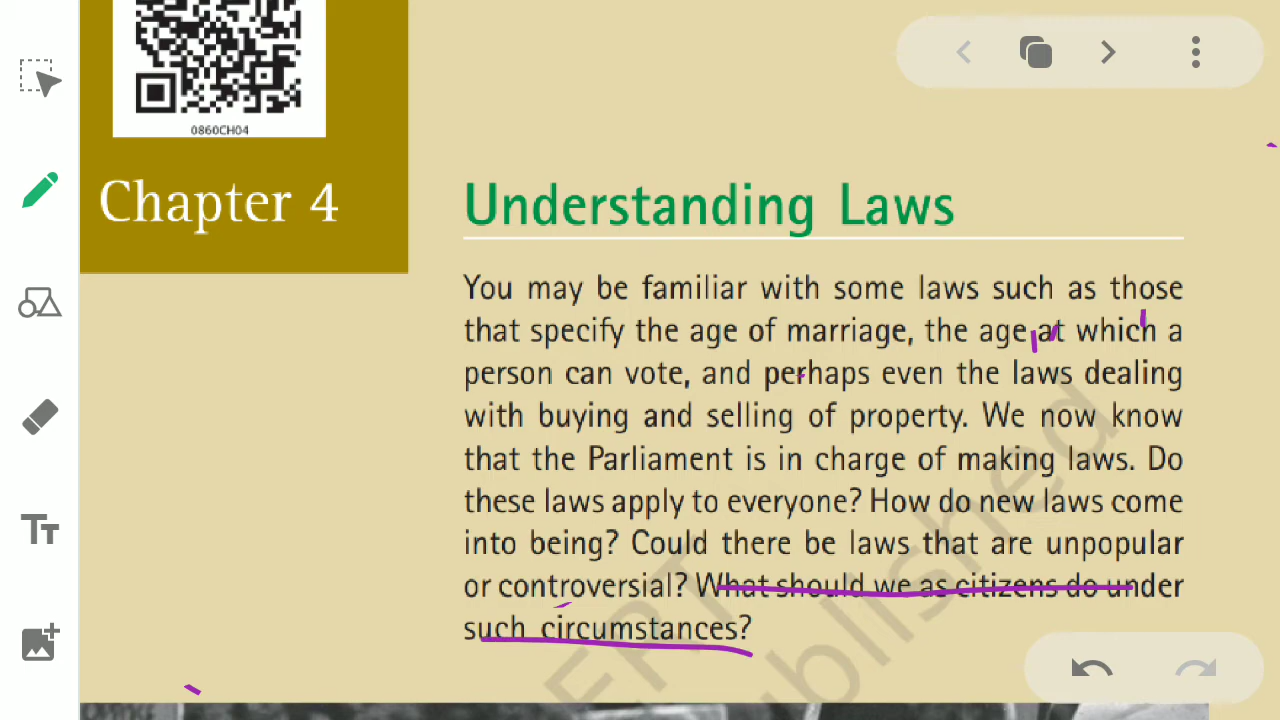 0860CH04
Chapter 4
Understanding Laws
You may be familiar with some laws such as those
that specify the age of marriage, the age at which a
person can vote, and perhaps even the laws dealing
with buying and selling of property. We now know
that the Parliament is in charge of making laws. Do
these laws apply to everyone? How do new laws come
into being? Could there be laws that are unpopular
or controversial? What should we as citizens do under
such circumstances?
TT